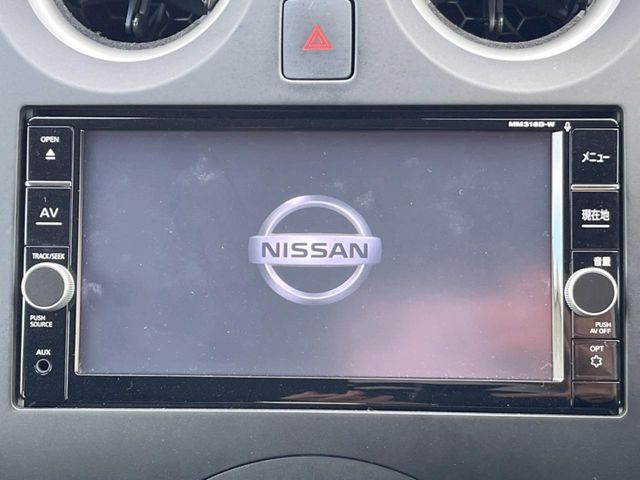 MM318D-W
OPEN
AV
TRACK/SEEK
PUSH
SOURCE
AUX
NISSAN
メニュー
現在地
音量
PUSH
AV OFF
OPT